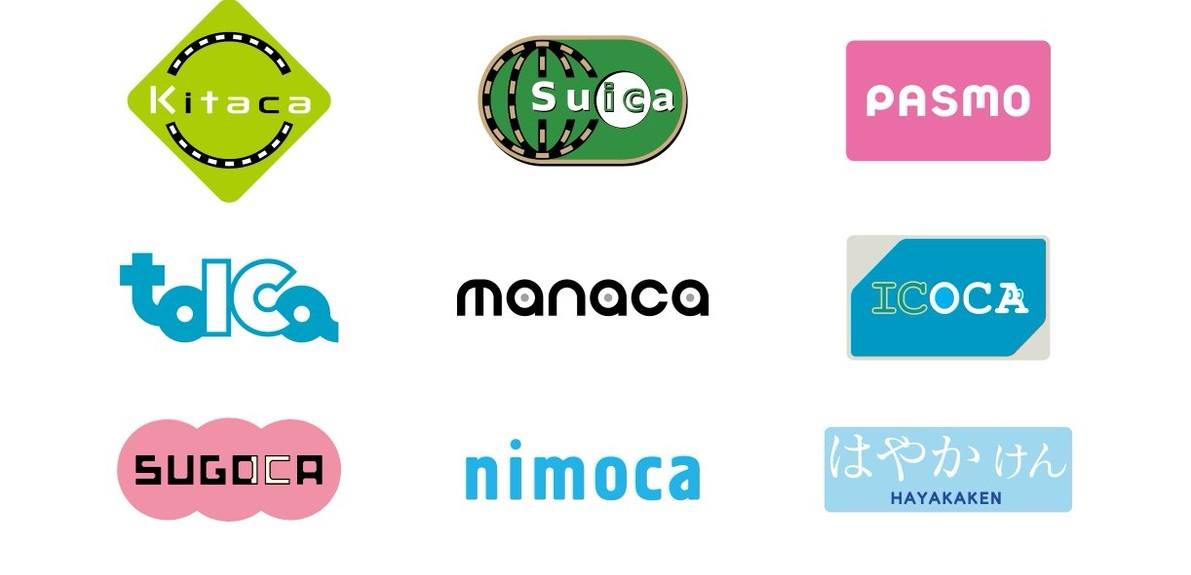 Kitaca
Suica
PASMO
toICa
manaca
ICOCA
SUGOCA
nimoca
はやかけん
HAYAKAKEN